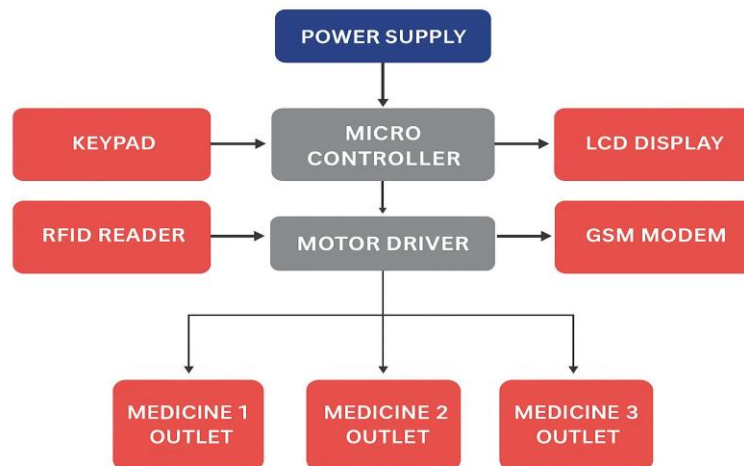 POWER SUPPLY
KEYPAD
MICRO
CONTROLLER
LCD DISPLAY
RFID READER
MOTOR DRIVER
GSM MODEM
MEDICINE 1
OUTLET
MEDICINE 2
OUTLET
MEDICINE 3
OUTLET